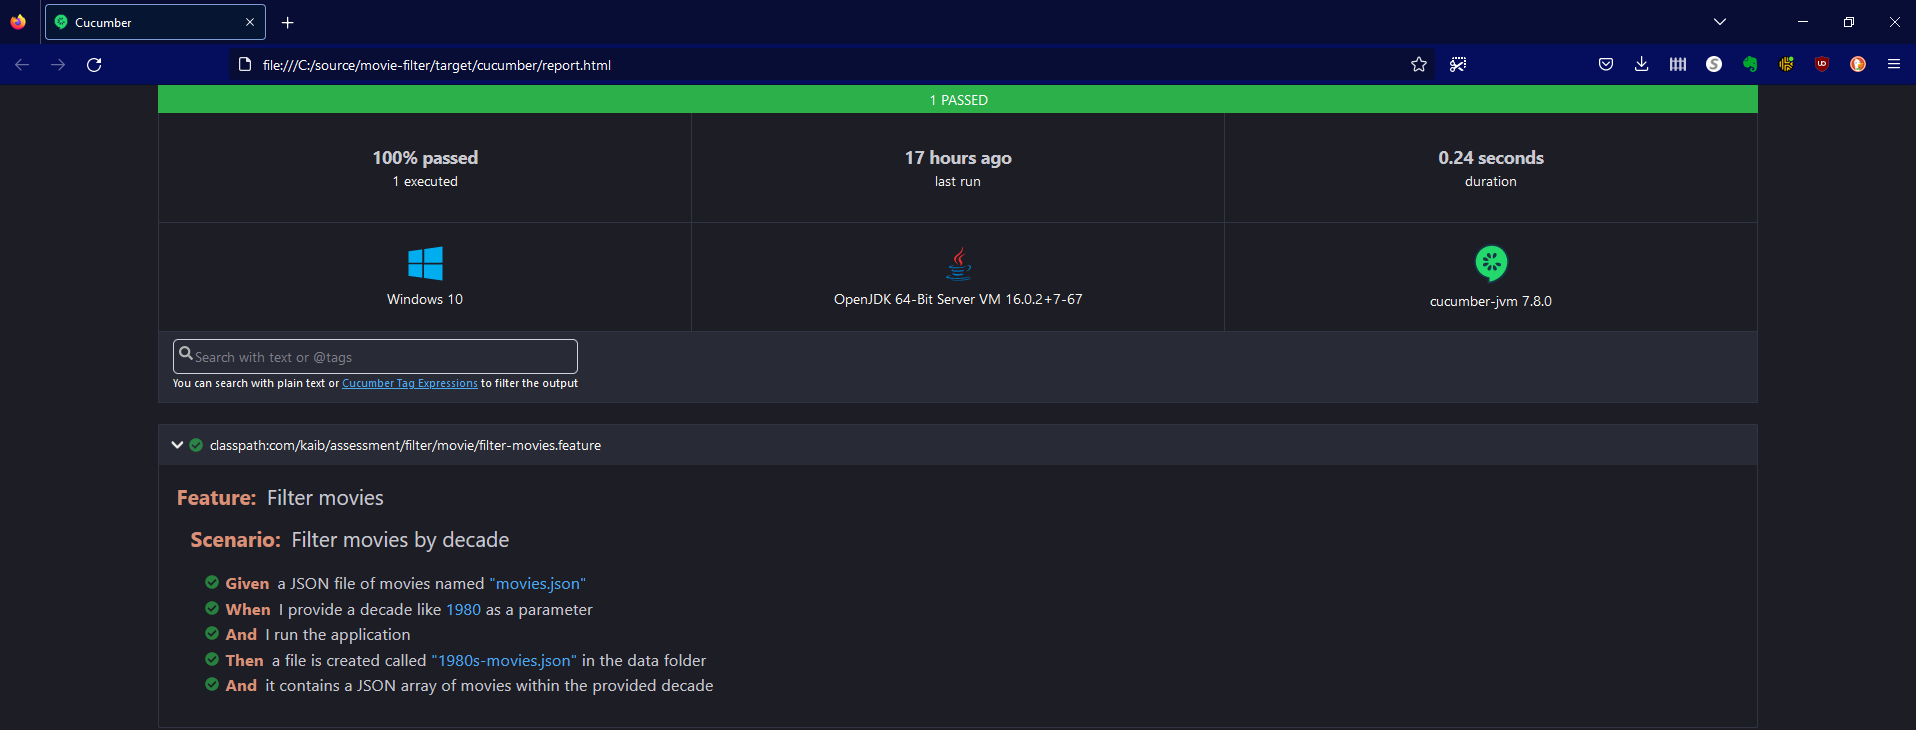 Cucumber
file:///C:/source/movie-filter/target/cucumber/report.html
S
UD
1 PASSED
100% passed
1 executed
17 hours ago
last run
0.24 seconds
duration
Windows 10
OpenJDK 64-Bit Server VM 16.0.2+7-67
cucumber-jvm 7.8.0
Search with text or @tags
You can search with plain text or Cucumber Tag Expressions to filter the output
classpath:com/kaib/assessment/filter/movie/filter-movies.feature
Feature: Filter movies
Scenario: Filter movies by decade
Given a JSON file of movies named "movies.json"
When I provide a decade like 1980 as a parameter
And I run the application
Then a file is created called "1980s-movies.json" in the data folder
And it contains a JSON array of movies within the provided decade